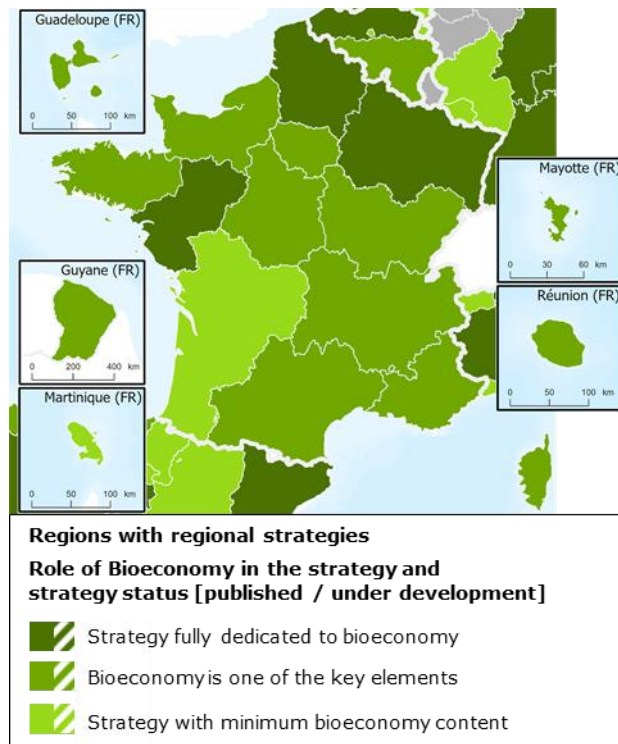 Guadeloupe (FR)
0 50 100 km
Mayotte (FR)
0 30 60 km
Guyane (FR)
0 200 400 km
Réunion (FR)
0 50 100 km
Martinique (FR)
0 50 100 km
Regions with regional strategies
Role of Bioeconomy in the strategy and
strategy status [published / under development]
Strategy fully dedicated to bioeconomy
Bioeconomy is one of the key elements
Strategy with minimum bioeconomy content